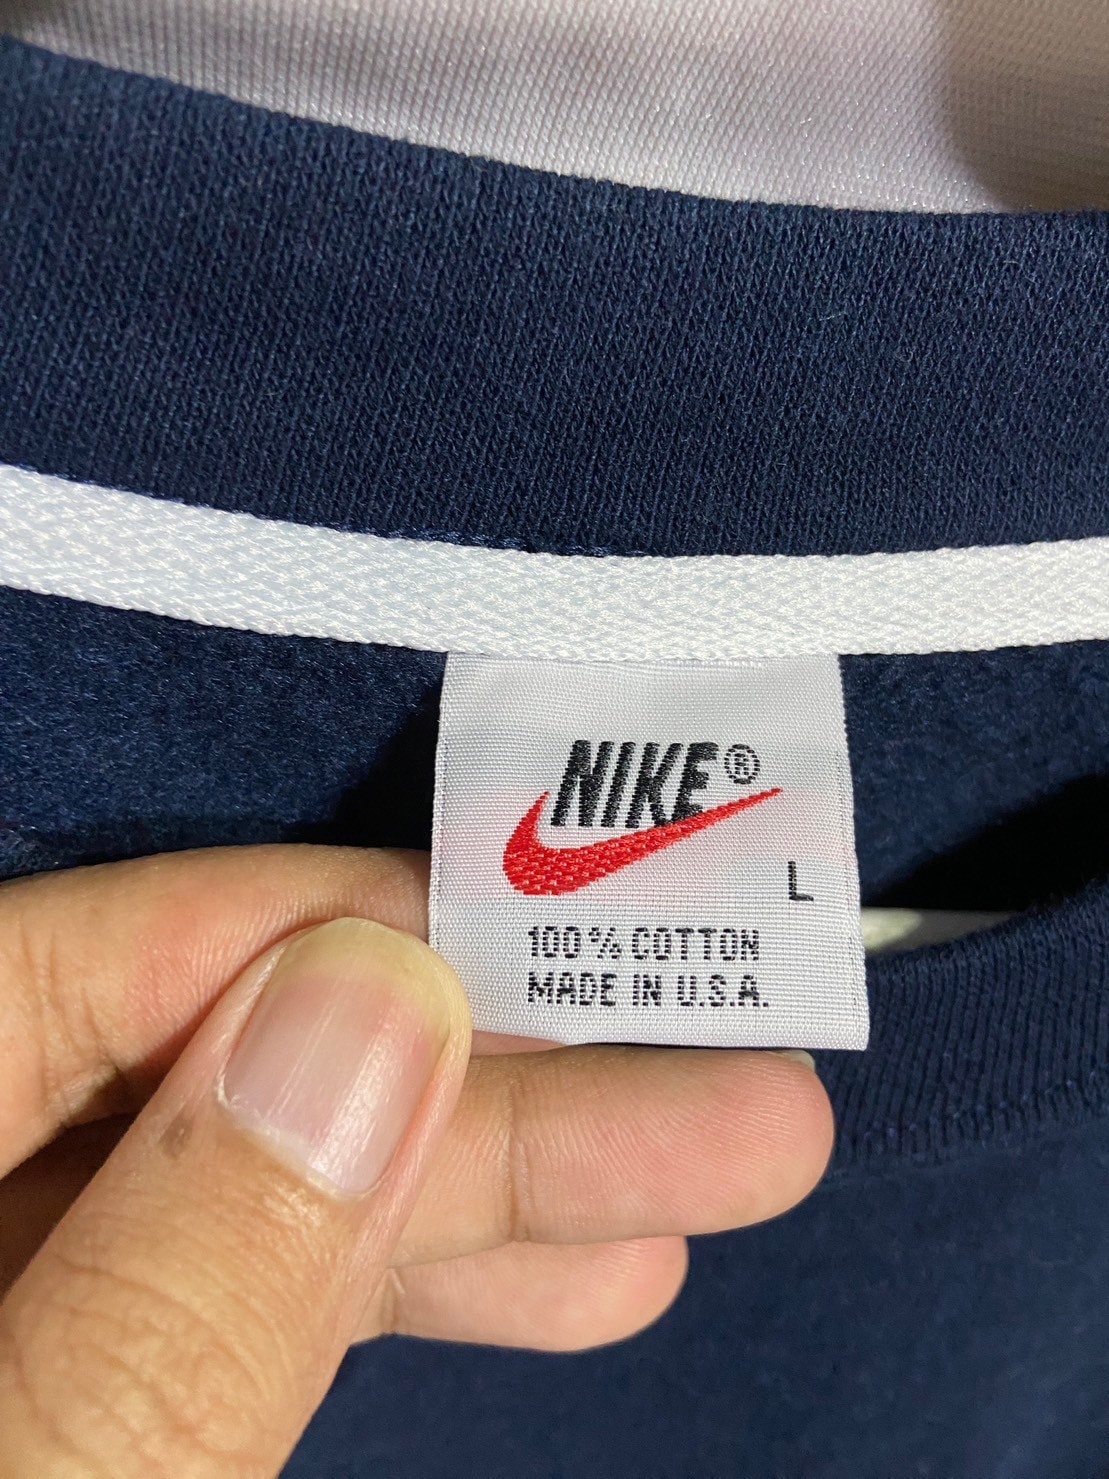 NIKE®
L
100% COTTON
MADE IN U.S.A.